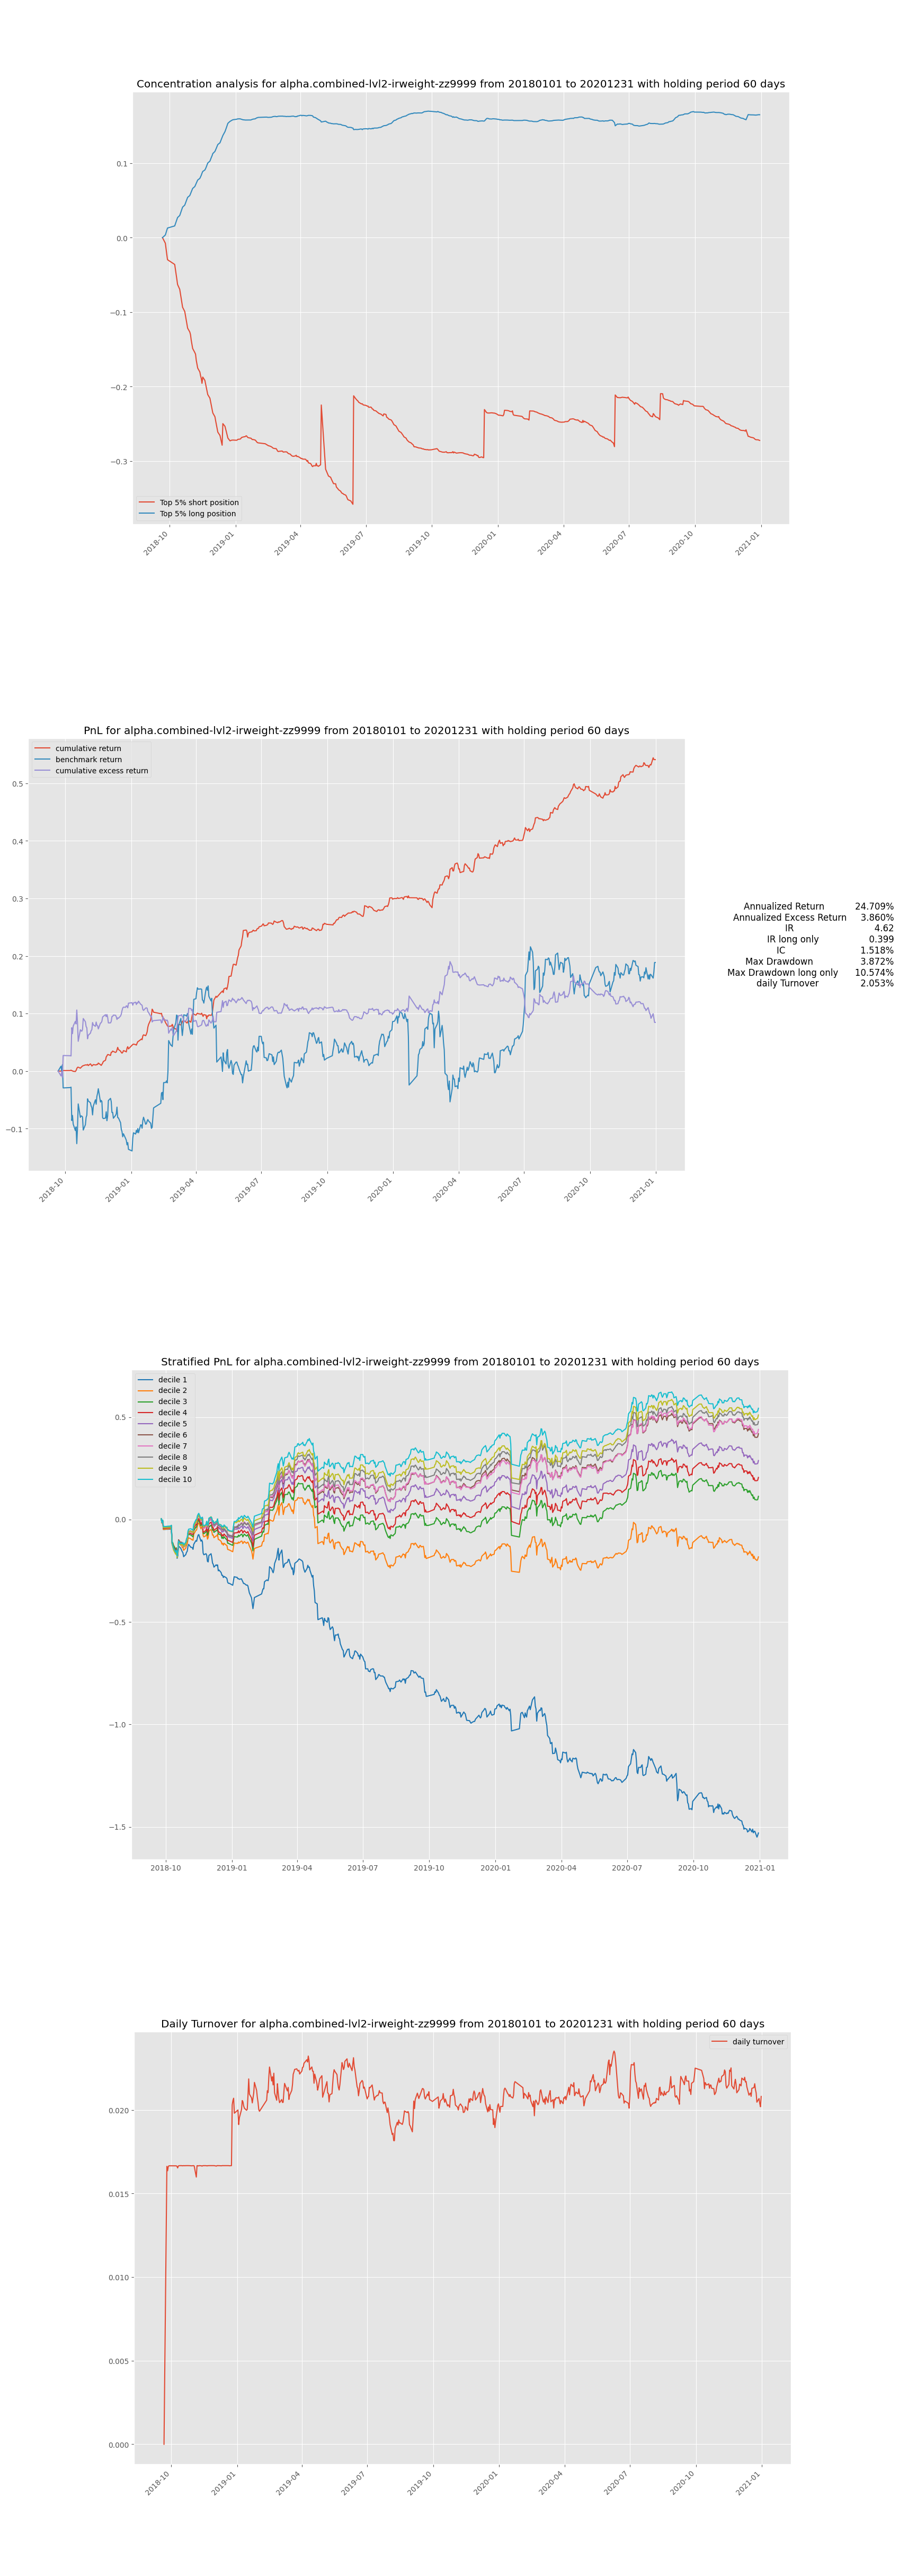 Concentration analysis for alpha.combined-lvl2-irweight-zz9999 from 20180101 to 20201231 with holding period 60 days
0.1
0.0
−0.1
−0.2
−0.3
Top 5% short position
Top 5% long position
2018-10
2019-01
2019-04
2019-07
2019-10
2020-01
2020-04
2020-07
2020-10
2021-01
PnL for alpha.combined-lvl2-irweight-zz9999 from 20180101 to 20201231 with holding period 60 days
cumulative return
benchmark return
cumulative excess return
0.5
0.4
0.3
0.2
0.1
0.0
−0.1
2018-10
2019-01
2019-04
2019-07
2019-10
2020-01
2020-04
2020-07
2020-10
2021-01
Annualized Return 24.709%
Annualized Excess Return 3.860%
IR 4.62
IR long only 0.399
IC 1.518%
Max Drawdown 3.872%
Max Drawdown long only 10.574%
daily Turnover 2.053%
Stratified PnL for alpha.combined-lvl2-irweight-zz9999 from 20180101 to 20201231 with holding period 60 days
decile 1
decile 2
decile 3
decile 4
decile 5
decile 6
decile 7
decile 8
decile 9
decile 10
0.5
0.0
−0.5
−1.0
−1.5
2018-10
2019-01
2019-04
2019-07
2019-10
2020-01
2020-04
2020-07
2020-10
2021-01
Daily Turnover for alpha.combined-lvl2-irweight-zz9999 from 20180101 to 20201231 with holding period 60 days
daily turnover
0.020
0.015
0.010
0.005
0.000
2018-10
2019-01
2019-04
2019-07
2019-10
2020-01
2020-04
2020-07
2020-10
2021-01